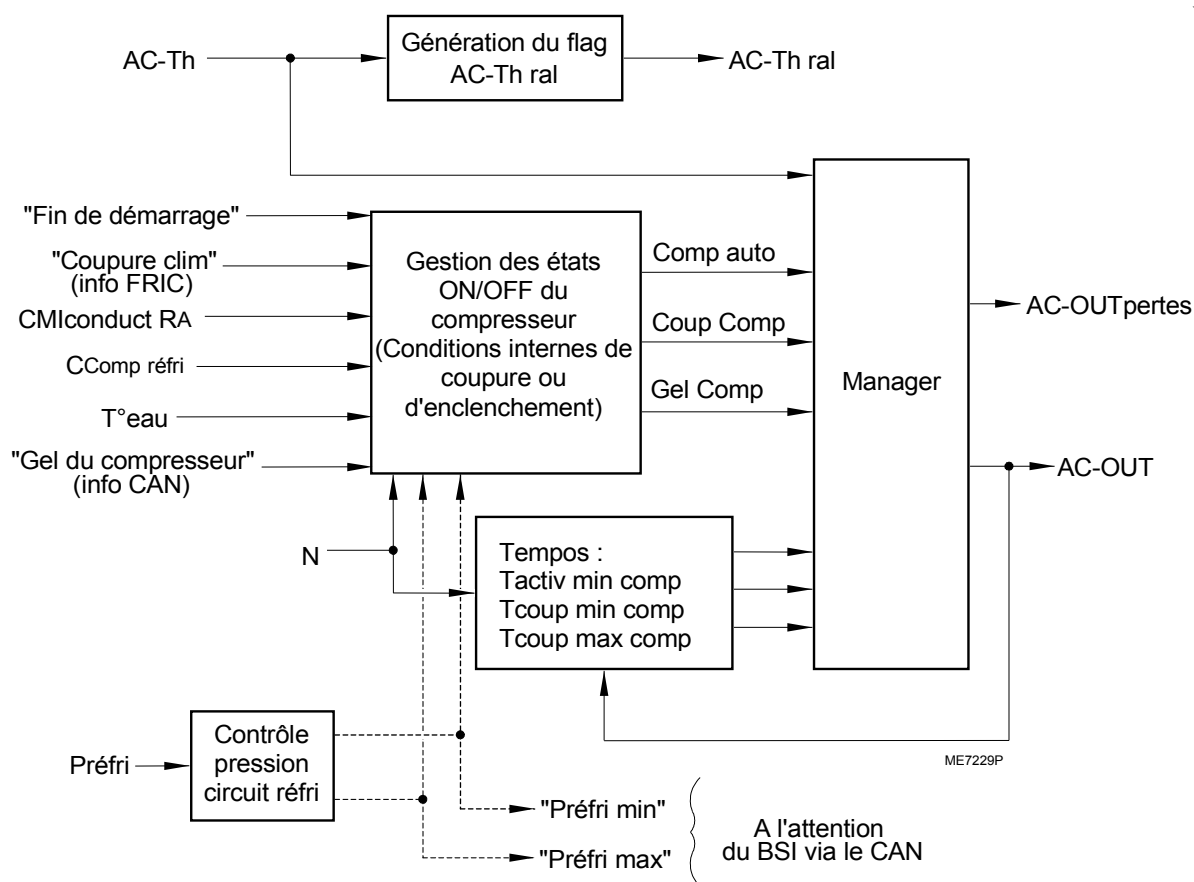 AC-Th
Génération du flag
AC-Th ral
AC-Th ral
"Fin de démarrage"
"Coupure clim"
(info FRIC)
CMIconduct RA
CComp réfri
T°eau
"Gel du compresseur"
(info CAN)
Gestion des états
ON/OFF du
compresseur
(Conditions internes de
coupure ou
d'enclenchement)
Comp auto
Coup Comp
Gel Comp
Manager
AC-OUTpertes
AC-OUT
N
Tempos :
Tactiv min comp
Tcoup min comp
Tcoup max comp
Préfri
Contrôle
pression
circuit réfri
ME7229P
"Préfri min"
"Préfri max"
A l'attention
du BSI via le CAN